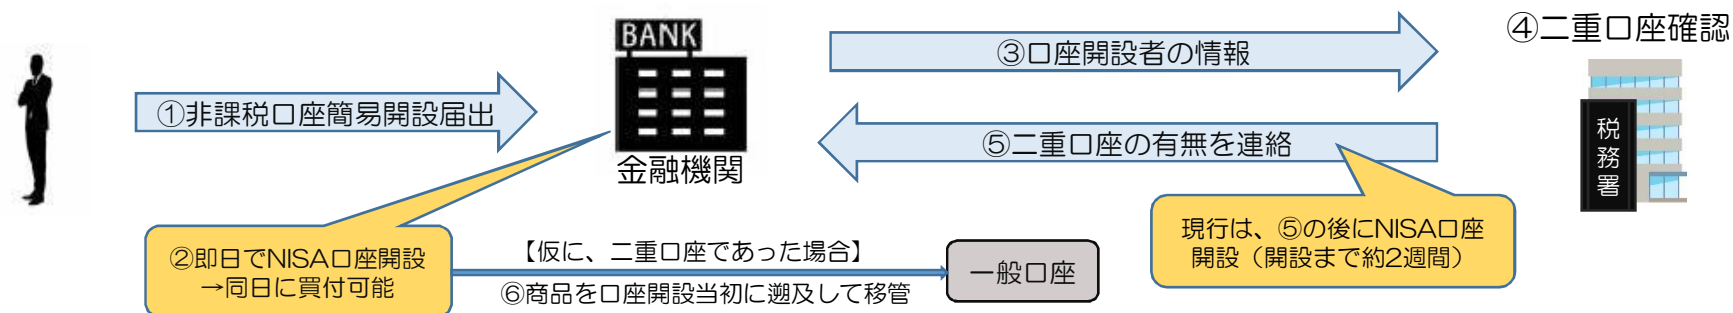 ①非課税口座簡易開設届出
BANK
金融機関
③口座開設者の情報
④二重口座確認
⑤二重口座の有無を連絡
税務署
②即日でNISA口座開設
→同日に買付可能
【仮に、二重口座であった場合】
⑥商品を口座開設当初に遡及して移管
一般口座
現行は、⑤の後にNISA口座
開設（開設まで約2週間）